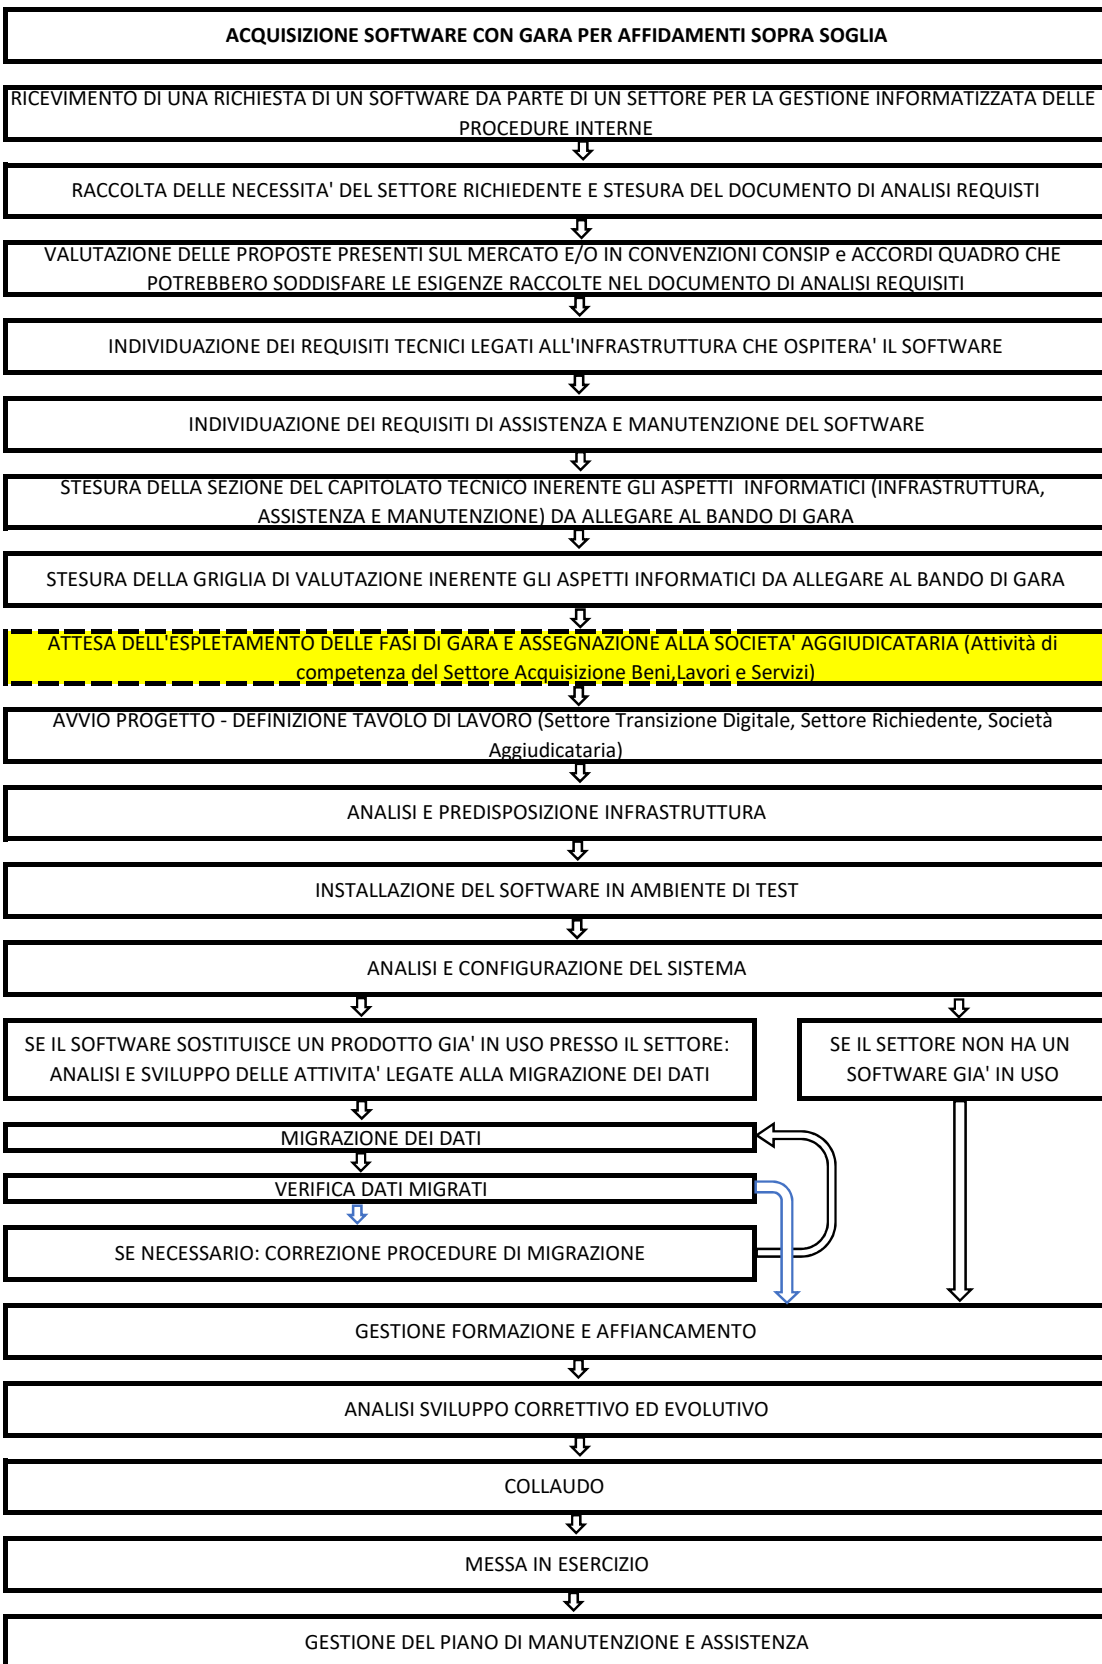 ACQUISIZIONE SOFTWARE CON GARA PER AFFIDAMENTI SOPRA SOGLIA
RICEVIMENTO DI UNA RICHIESTA DI UN SOFTWARE DA PARTE DI UN SETTORE PER LA GESTIONE INFORMATIZZATA DELLE
PROCEDURE INTERNE
RACCOLTA DELLE NECESSITA' DEL SETTORE RICHIEDENTE E STESURA DEL DOCUMENTO DI ANALISI REQUISTI
VALUTAZIONE DELLE PROPOSTE PRESENTI SUL MERCATO E/O IN CONVENZIONI CONSIP e ACCORDI QUADRO CHE
POTREBBERO SODDISFARE LE ESIGENZE RACCOLTE NEL DOCUMENTO DI ANALISI REQUISITI
INDIVIDUAZIONE DEI REQUISITI TECNICI LEGATI ALL'INFRASTRUTTURA CHE OSPITERA' IL SOFTWARE
INDIVIDUAZIONE DEI REQUISITI DI ASSISTENZA E MANUTENZIONE DEL SOFTWARE
STESURA DELLA SEZIONE DEL CAPITOLATO TECNICO INERENTE GLI ASPETTI INFORMATICI (INFRASTRUTTURA,
ASSISTENZA E MANUTENZIONE) DA ALLEGARE AL BANDO DI GARA
STESURA DELLA GRIGLIA DI VALUTAZIONE INERENTE GLI ASPETTI INFORMATICI DA ALLEGARE AL BANDO DI GARA
ATTESA DELL'ESPLETAMENTO DELLE FASI DI GARA E ASSEGNAZIONE ALLA SOCIETA' AGGIUDICATARIA (Attività di
competenza del Settore Acquisizione Beni,Lavori e Servizi)
AVVIO PROGETTO - DEFINIZIONE TAVOLO DI LAVORO (Settore Transizione Digitale, Settore Richiedente, Società
Aggiudicataria)
ANALISI E PREDISPOSIZIONE INFRASTRUTTURA
INSTALLAZIONE DEL SOFTWARE IN AMBIENTE DI TEST
ANALISI E CONFIGURAZIONE DEL SISTEMA
SE IL SOFTWARE SOSTITUISCE UN PRODOTTO GIA' IN USO PRESSO IL SETTORE:
ANALISI E SVILUPPO DELLE ATTIVITA' LEGATE ALLA MIGRAZIONE DEI DATI
SE IL SETTORE NON HA UN
SOFTWARE GIA' IN USO
MIGRAZIONE DEI DATI
VERIFICA DATI MIGRATI
SE NECESSARIO: CORREZIONE PROCEDURE DI MIGRAZIONE
GESTIONE FORMAZIONE E AFFIANCAMENTO
ANALISI SVILUPPO CORRETTIVO ED EVOLUTIVO
COLLAUDO
MESSA IN ESERCIZIO
GESTIONE DEL PIANO DI MANUTENZIONE E ASSISTENZA